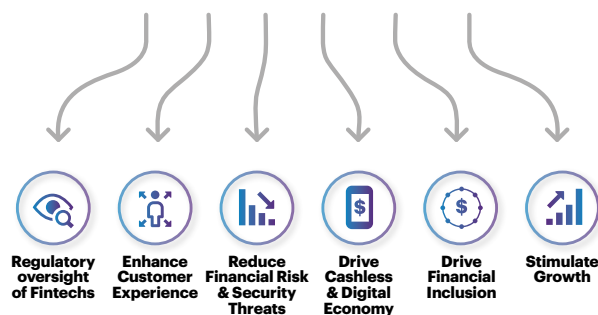 $
$
Regulatory
oversight
of Fintechs
Enhance
Customer
Experience
Reduce
Financial Risk
& Security
Threats
Drive
Cashless
& Digital
Economy
Drive
Financial
Inclusion
Stimulate
Growth